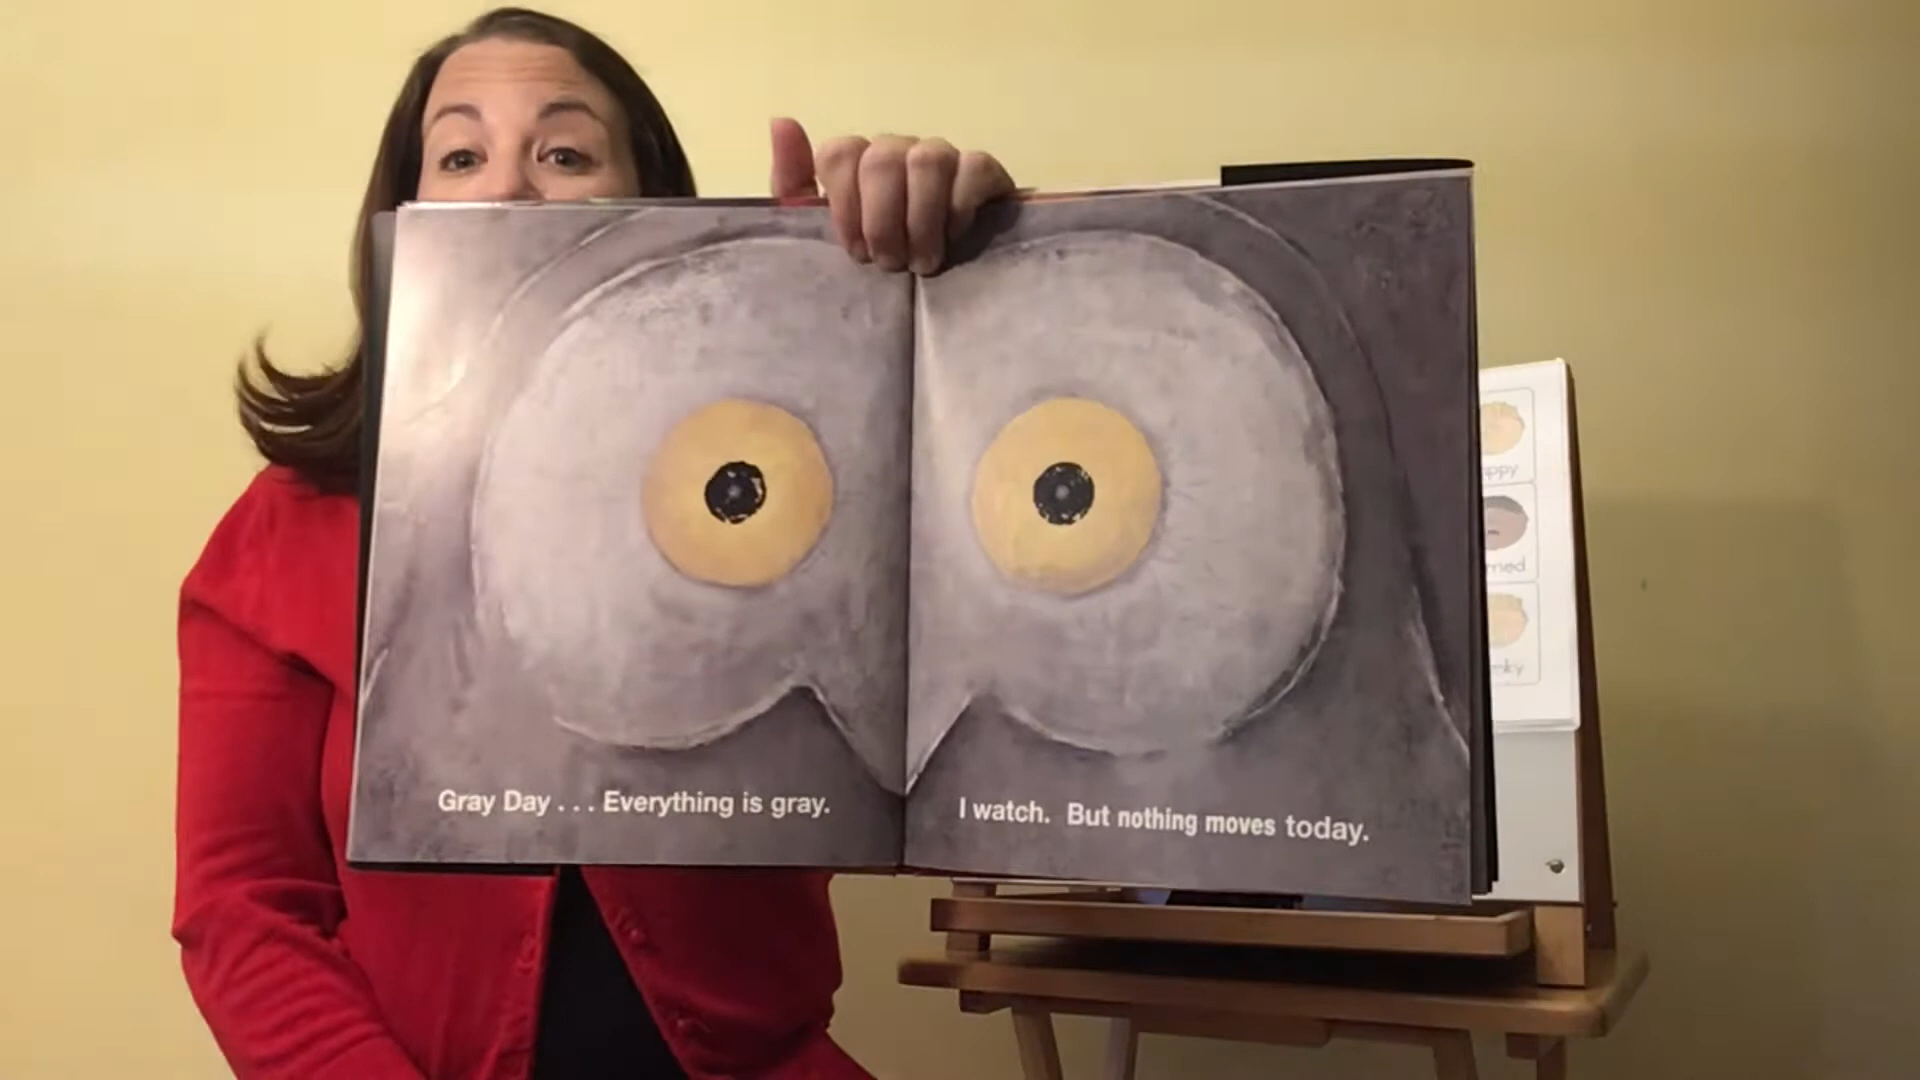 Gray Day . . . Everything is gray.
I watch. But nothing moves today.